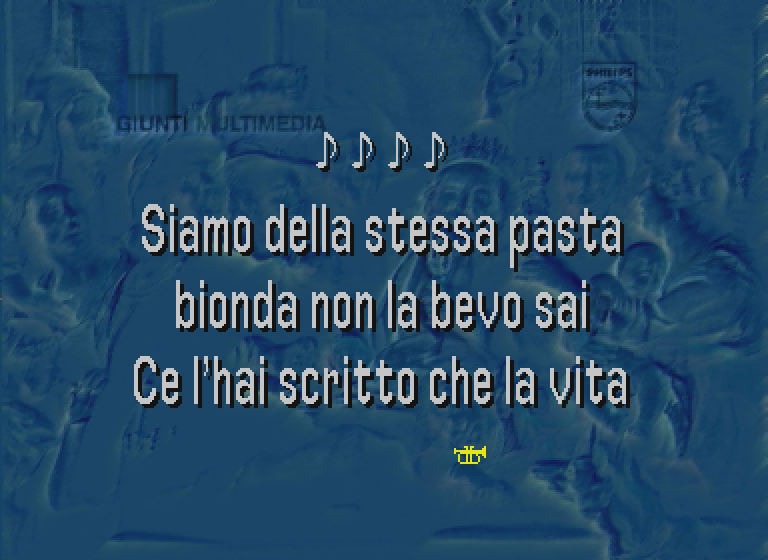 PHILIPS
GIUNTI MULTIMEDIA
♪ ♪ ♪ ♪
Siamo della stessa pasta
bionda non la bevo sai
Ce l'hai scritto che la vita